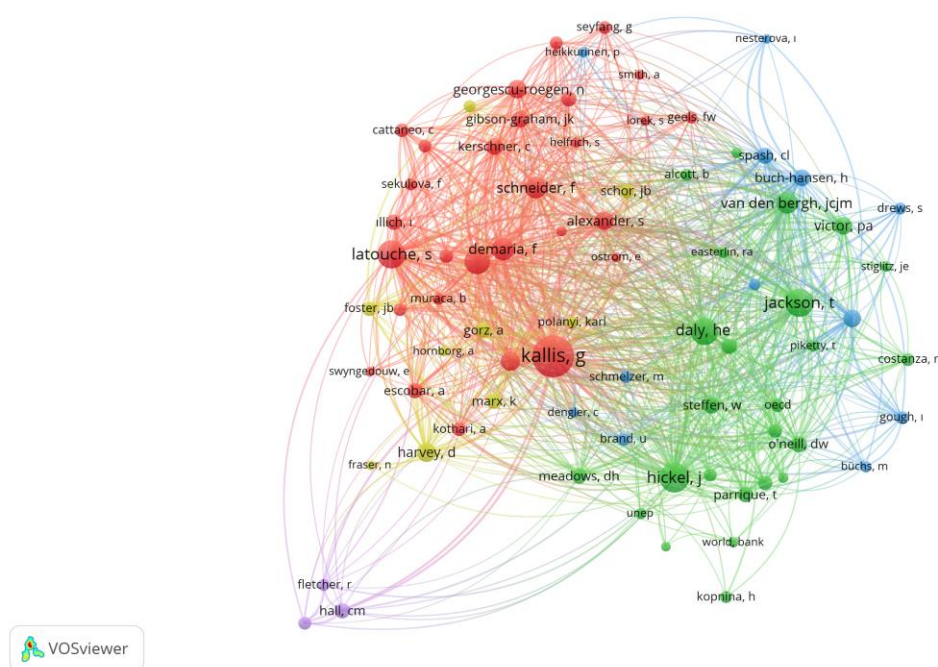 seyfang, g
nesterova, ı
heikkurinen, p
smith, a
georgescu-roegen, n
gibson-graham, jk
lorek, s
geels, fw
cattaneo, c
kerschner, c
helfrich, s
spash, cl
alcott, b
buch-hansen, h
sekulova, f
schneider, f
schor, jb
van den bergh, jcjm
drews, s
ıllich, ı
alexander, s
victor, pa
latouche, s
demaria, f
ostrom, e
easterlin, ra
stiglitz, je
muraca, b
foster, jb
jackson, t
gorz, a
polanyi, karl
daly, he
hornborg, a
kallis, g
piketty, t
costanza, r
swyngedouw, e
schmelzer, m
escobar, a
marx, k
dengler, c
steffen, w
oecd
gough, ı
kothari, a
brand, u
o'neill, dw
harvey, d
fraser, n
meadows, dh
hickel, j
büchs, m
parrique, t
unep
world, bank
fletcher, r
kopnina, h
hall, cm
VOSviewer